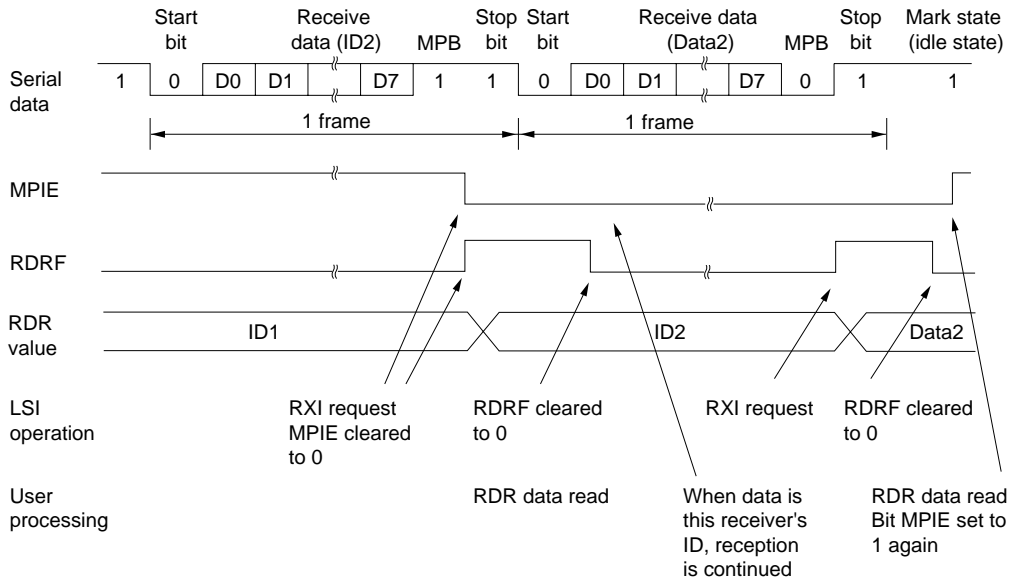 Start bit
Receive data (ID2)
MPB
Stop bit
Start bit
Receive data (Data2)
MPB
Stop bit
Mark state (idle state)
Serial data
1 0 D0 D1 D7 1 1 0 D0 D1 D7 0 1 1
1 frame
1 frame
MPIE
RDRF
RDR value
ID1
ID2
Data2
LSI operation
RXI request
MPIE cleared
to 0
RDRF cleared
to 0
RXI request
RDRF cleared
to 0
User processing
RDR data read
When data is
this receiver's
ID, reception
is continued
RDR data read
Bit MPIE set to
1 again